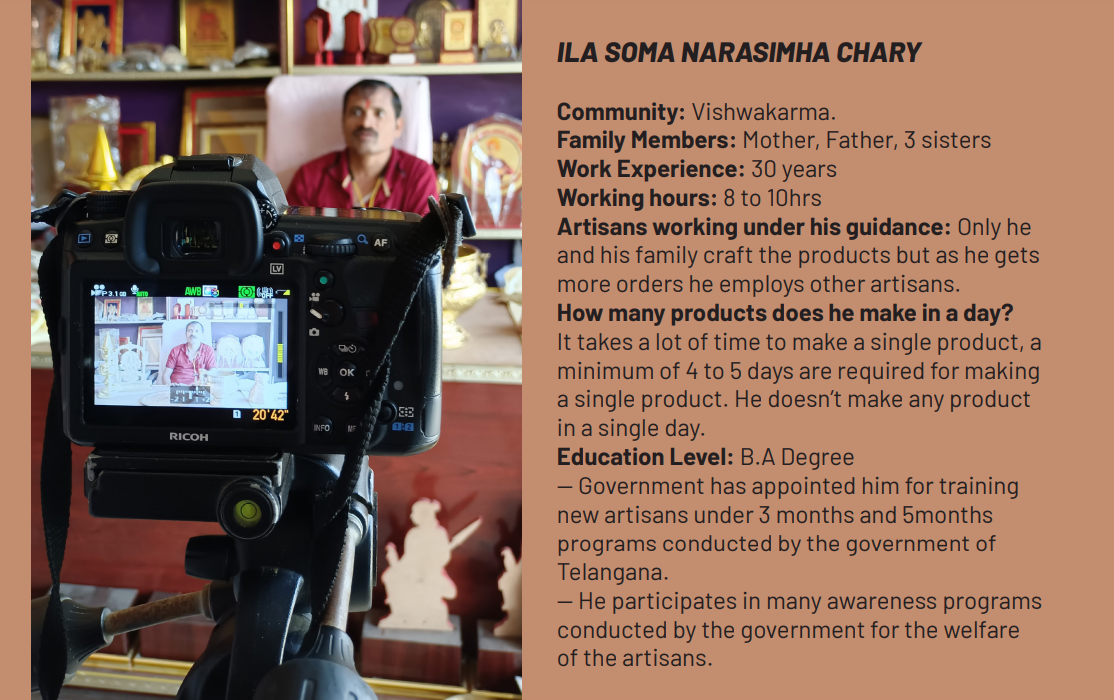 ILA SOMA NARASIMHA CHARY
Community: Vishwakarma.
Family Members: Mother, Father, 3 sisters
Work Experience: 30 years
Working hours: 8 to 10hrs
Artisans working under his guidance: Only he
and his family craft the products but as he gets
more orders he employs other artisans.
How many products does he make in a day?
It takes a lot of time to make a single product, a
minimum of 4 to 5 days are required for making
a single product. He doesn’t make any product
in a single day.
Education Level: B.A Degree
— Government has appointed him for training
new artisans under 3 months and 5months
programs conducted by the government of
Telangana.
— He participates in many awareness programs
conducted by the government for the welfare
of the artisans.
AF
LV
AWB
AUTO
WB OK
INFO
1 20'42"
1:2
RICOH